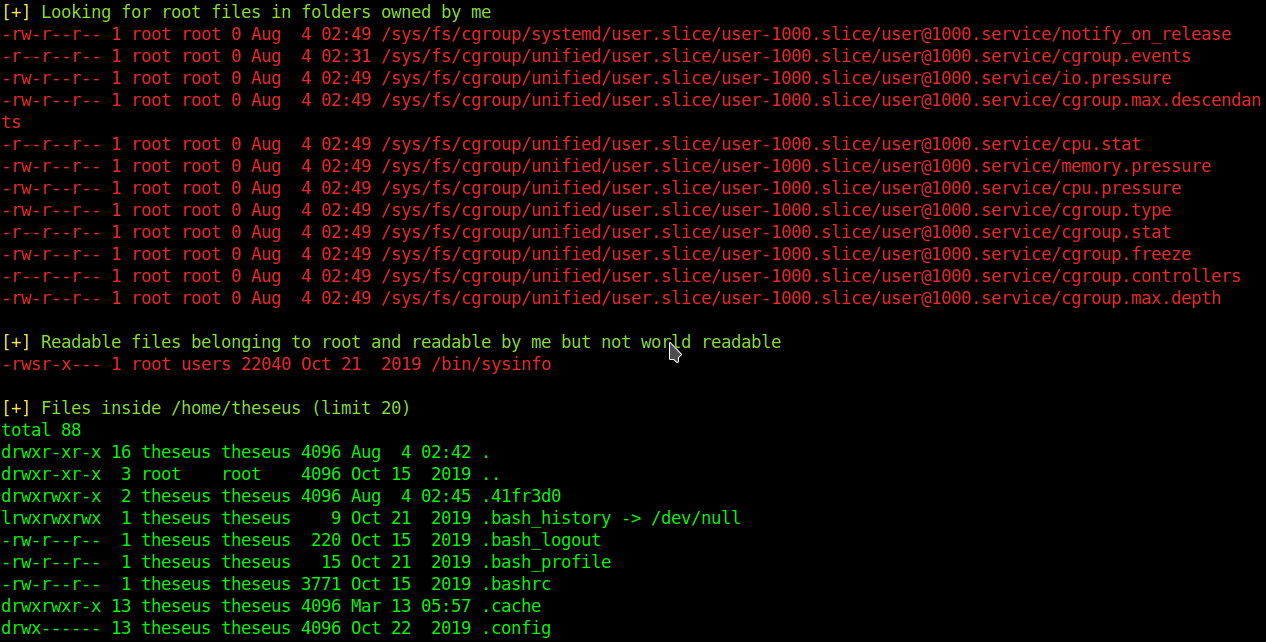 [+] Looking for root files in folders owned by me
-rw-r--r-- 1 root root 0 Aug  4 02:49 /sys/fs/cgroup/systemd/user.slice/user-1000.slice/user@1000.service/notify_on_release
-r--r--r-- 1 root root 0 Aug  4 02:31 /sys/fs/cgroup/unified/user.slice/user-1000.slice/user@1000.service/cgroup.events
-rw-r--r-- 1 root root 0 Aug  4 02:49 /sys/fs/cgroup/unified/user.slice/user-1000.slice/user@1000.service/io.pressure
-rw-r--r-- 1 root root 0 Aug  4 02:49 /sys/fs/cgroup/unified/user.slice/user-1000.slice/user@1000.service/cgroup.max.descendan
ts
-r--r--r-- 1 root root 0 Aug  4 02:49 /sys/fs/cgroup/unified/user.slice/user-1000.slice/user@1000.service/cpu.stat
-rw-r--r-- 1 root root 0 Aug  4 02:49 /sys/fs/cgroup/unified/user.slice/user-1000.slice/user@1000.service/memory.pressure
-rw-r--r-- 1 root root 0 Aug  4 02:49 /sys/fs/cgroup/unified/user.slice/user-1000.slice/user@1000.service/cpu.pressure
-rw-r--r-- 1 root root 0 Aug  4 02:49 /sys/fs/cgroup/unified/user.slice/user-1000.slice/user@1000.service/cgroup.type
-r--r--r-- 1 root root 0 Aug  4 02:49 /sys/fs/cgroup/unified/user.slice/user-1000.slice/user@1000.service/cgroup.stat
-rw-r--r-- 1 root root 0 Aug  4 02:49 /sys/fs/cgroup/unified/user.slice/user-1000.slice/user@1000.service/cgroup.freeze
-r--r--r-- 1 root root 0 Aug  4 02:49 /sys/fs/cgroup/unified/user.slice/user-1000.slice/user@1000.service/cgroup.controllers
-rw-r--r-- 1 root root 0 Aug  4 02:49 /sys/fs/cgroup/unified/user.slice/user-1000.slice/user@1000.service/cgroup.max.depth
[+] Readable files belonging to root and readable by me but not world readable
-rwsr-x--- 1 root users 22040 Oct 21  2019 /bin/sysinfo
[+] Files inside /home/theseus (limit 20)
total 88
drwxr-xr-x 16 theseus theseus 4096 Aug  4 02:42 .
drwxr-xr-x  3 root    root    4096 Oct 15  2019 ..
drwxrwxr-x  2 theseus theseus 4096 Aug  4 02:45 .41fr3d0
lrwxrwxrwx  1 theseus theseus    9 Oct 21  2019 .bash_history -> /dev/null
-rw-r--r--  1 theseus theseus  220 Oct 15  2019 .bash_logout
-rw-r--r--  1 theseus theseus   15 Oct 21  2019 .bash_profile
-rw-r--r--  1 theseus theseus 3771 Oct 15  2019 .bashrc
drwxrwxr-x 13 theseus theseus 4096 Mar 13 05:57 .cache
drwx------ 13 theseus theseus 4096 Oct 22  2019 .config